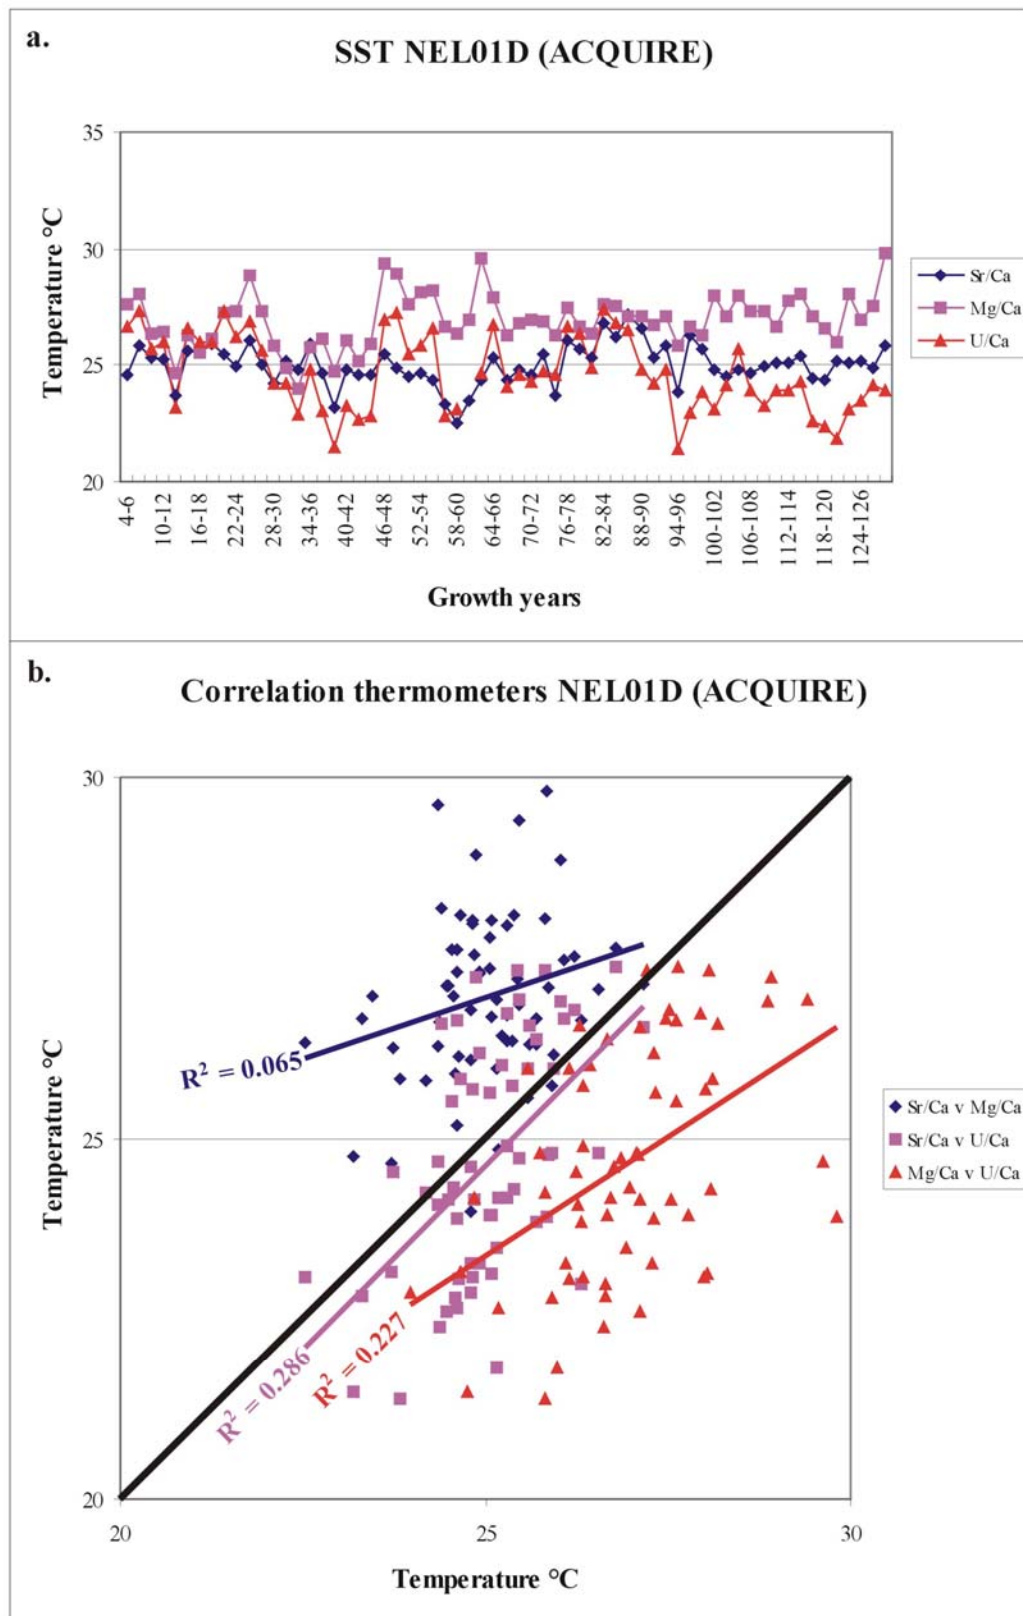 a.
SST NEL01D (ACQUIRE)
35
30
25
20
Temperature °C
4-6
10-12
16-18
22-24
28-30
34-36
40-42
46-48
52-54
58-60
64-66
70-72
76-78
82-84
88-90
94-96
100-102
106-108
112-114
118-120
124-126
Growth years
Sr/Ca
Mg/Ca
U/Ca
b.
Correlation thermometers NEL01D (ACQUIRE)
30
25
20
Temperature °C
R² = 0.065
R² = 0.286
R² = 0.227
20
25
30
Temperature °C
Sr/Ca v Mg/Ca
Sr/Ca v U/Ca
Mg/Ca v U/Ca